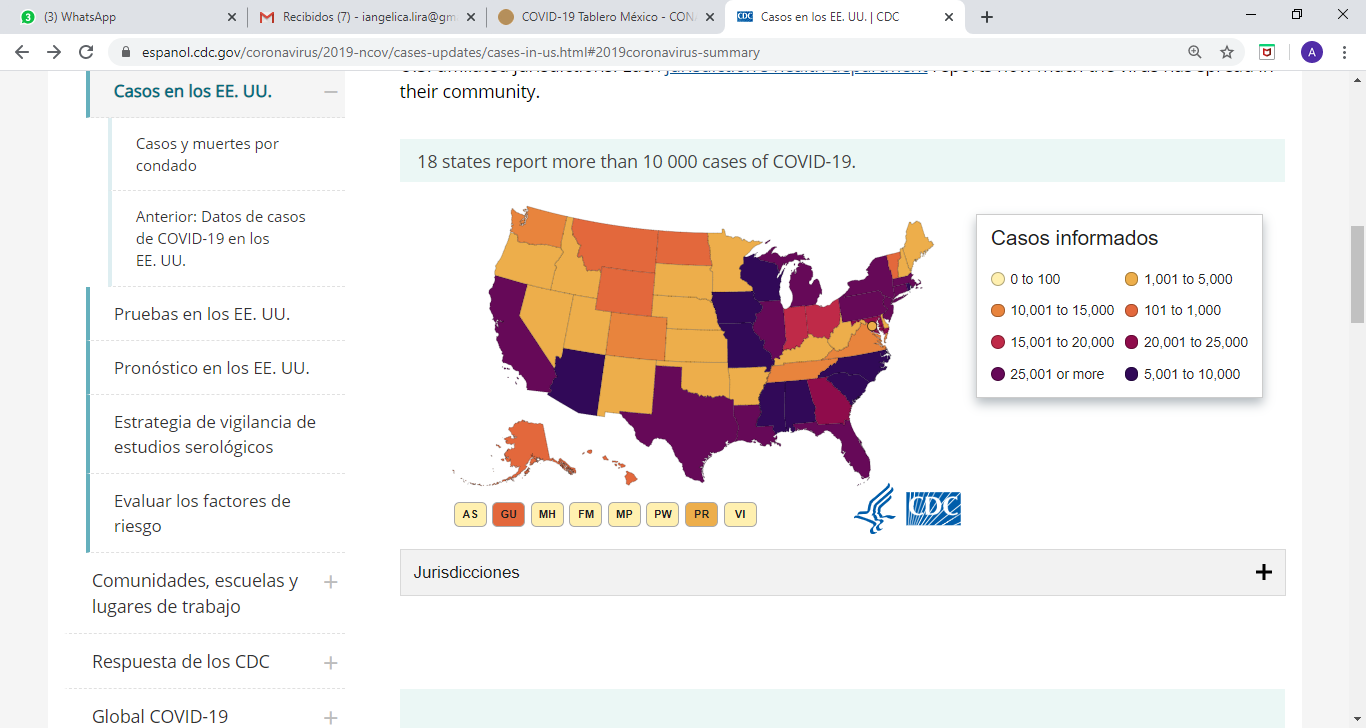 (3) WhatsApp
Recibidos (7) - iangelica.lira@gm
COVID-19 Tablero México - CON
CDC
Casos en los EE. UU. | CDC
espanol.cdc.gov/coronavirus/2019-ncov/cases-updates/cases-in-us.html#2019coronavirus-summary
A
their community.
Casos en los EE. UU.
Casos y muertes por
condado
Anterior: Datos de casos
de COVID-19 en los
EE. UU.
Pruebas en los EE. UU.
Pronóstico en los EE. UU.
Estrategia de vigilancia de
estudios serológicos
Evaluar los factores de
riesgo
Comunidades, escuelas y
lugares de trabajo
Respuesta de los CDC
Global COVID-19
18 states report more than 10 000 cases of COVID-19.
Casos informados
0 to 100
1,001 to 5,000
10,001 to 15,000
101 to 1,000
15,001 to 20,000
20,001 to 25,000
25,001 or more
5,001 to 10,000
AS GU MH FM MP PW PR VI
CDC
Jurisdicciones